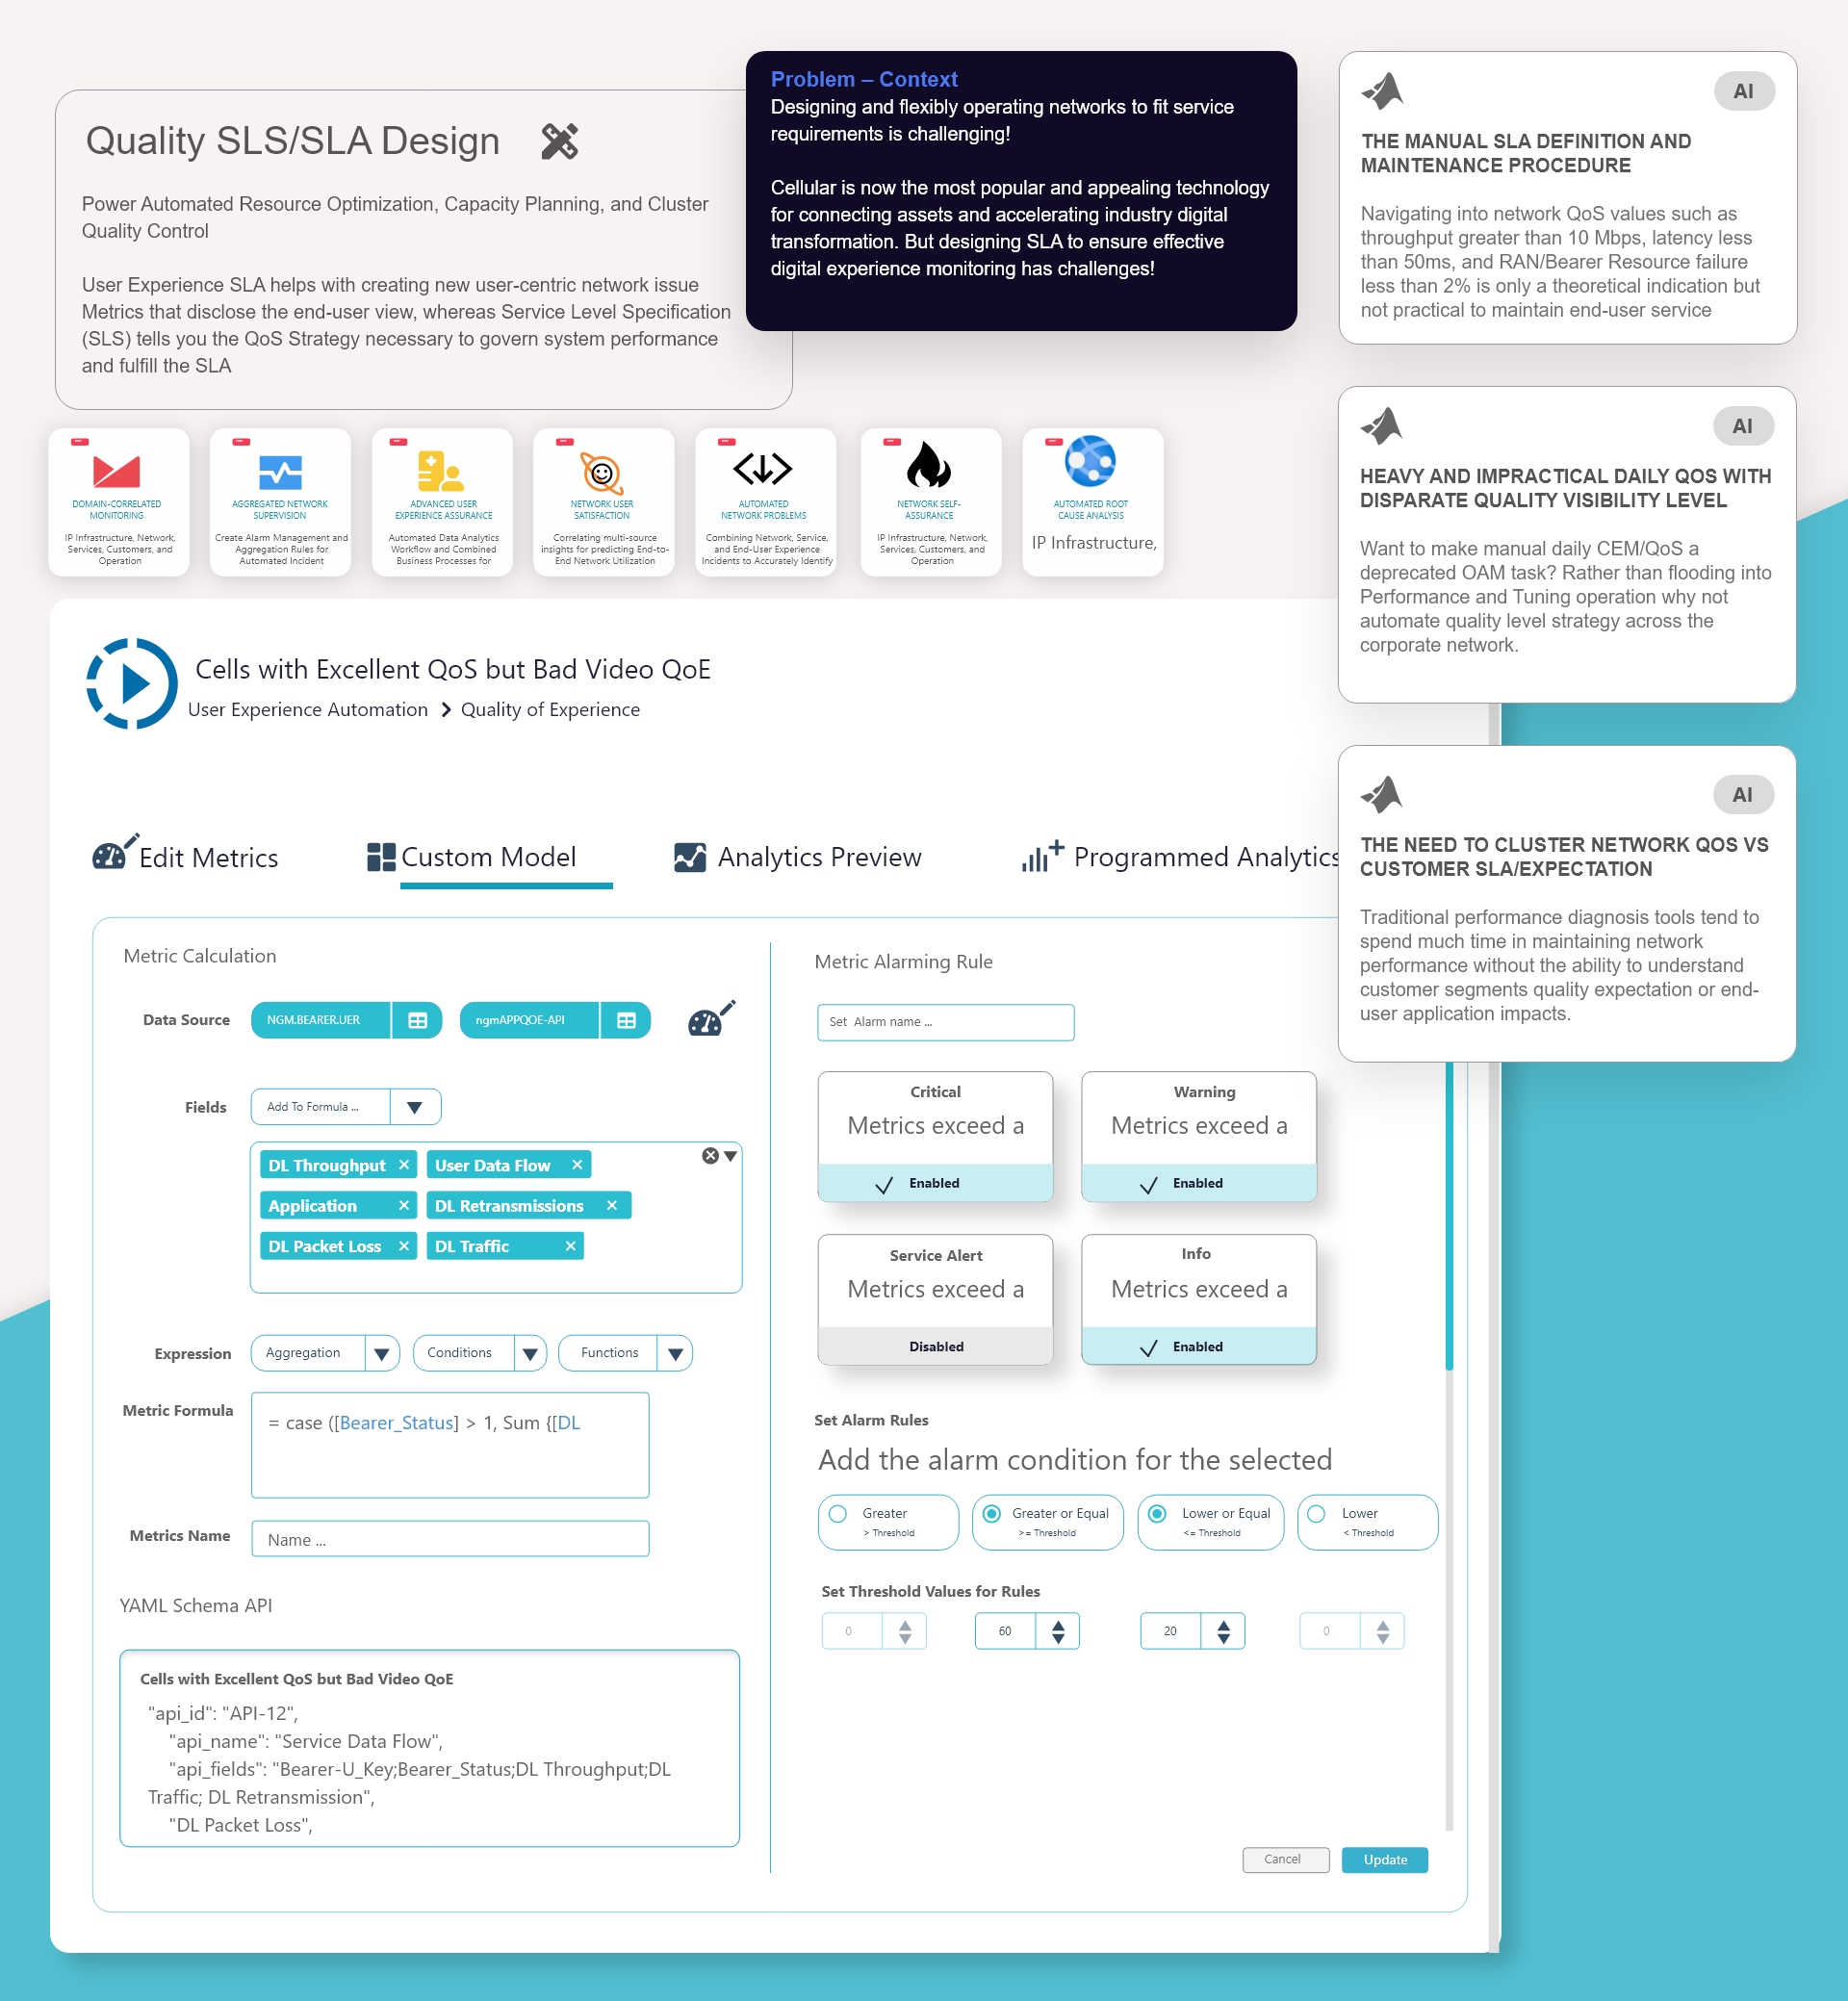 Quality SLS/SLA Design
Power Automated Resource Optimization, Capacity Planning, and Cluster
Quality Control
User Experience SLA helps with creating new user-centric network issue
Metrics that disclose the end-user view, whereas Service Level Specification
(SLS) tells you the QoS Strategy necessary to govern system performance
and fulfill the SLA
Problem – Context
Designing and flexibly operating networks to fit service
requirements is challenging!
Cellular is now the most popular and appealing technology
for connecting assets and accelerating industry digital
transformation. But designing SLA to ensure effective
digital experience monitoring has challenges!
AI
THE MANUAL SLA DEFINITION AND
MAINTENANCE PROCEDURE
Navigating into network QoS values such as
throughput greater than 10 Mbps, latency less
than 50ms, and RAN/Bearer Resource failure
less than 2% is only a theoretical indication but
not practical to maintain end-user service
AI
HEAVY AND IMPRACTICAL DAILY QOS WITH
DISPARATE QUALITY VISIBILITY LEVEL
Want to make manual daily CEM/QoS a
deprecated OAM task? Rather than flooding into
Performance and Tuning operation why not
automate quality level strategy across the
corporate network.
AI
THE NEED TO CLUSTER NETWORK QOS VS
CUSTOMER SLA/EXPECTATION
Traditional performance diagnosis tools tend to
spend much time in maintaining network
performance without the ability to understand
customer segments quality expectation or end-
user application impacts.
DOMAIN-CORRELATED
MONITORING
IP Infrastructure, Network,
Services, Customers, and
Operation
AGGREGATED NETWORK
SUPERVISION
Create Alarm Management and
Aggregation Rules for
Automated Incident
ADVANCED USER
EXPERIENCE ASSURANCE
Automated Data Analytics
Workflow and Combined
Business Processes for
NETWORK USER
SATISFACTION
Correlating multi-source
insights for predicting End-to-
End Network Utilization
AUTOMATED
NETWORK PROBLEMS
Combining Network, Service,
and End-User Experience
Incidents to Accurately Identify
NETWORK SELF-
ASSURANCE
IP Infrastructure, Network,
Services, Customers, and
Operation
AUTOMATED ROOT
CAUSE ANALYSIS
IP Infrastructure,
Cells with Excellent QoS but Bad Video QoE
User Experience Automation > Quality of Experience
Edit Metrics
Custom Model
Analytics Preview
Programmed Analytics
Metric Calculation
Data Source
NGM.BEARER.UER
ngmAPPQOE-API
Fields
Add To Formula ...
DL Throughput ×
User Data Flow ×
Application ×
DL Retransmissions ×
DL Packet Loss ×
DL Traffic ×
Expression
Aggregation
Conditions
Functions
Metric Formula
= case ([Bearer_Status] > 1, Sum {[DL
Metrics Name
Name ...
YAML Schema API
Cells with Excellent QoS but Bad Video QoE
"api_id": "API-12",
"api_name": "Service Data Flow",
"api_fields": "Bearer-U_Key;Bearer_Status;DL Throughput;DL
Traffic; DL Retransmission",
"DL Packet Loss",
Metric Alarming Rule
Set Alarm name ...
Critical
Metrics exceed a
Enabled
Warning
Metrics exceed a
Enabled
Service Alert
Metrics exceed a
Disabled
Info
Metrics exceed a
Enabled
Set Alarm Rules
Add the alarm condition for the selected
Greater
> Threshold
Greater or Equal
>= Threshold
Lower or Equal
<= Threshold
Lower
< Threshold
Set Threshold Values for Rules
0
60
20
0
Cancel
Update